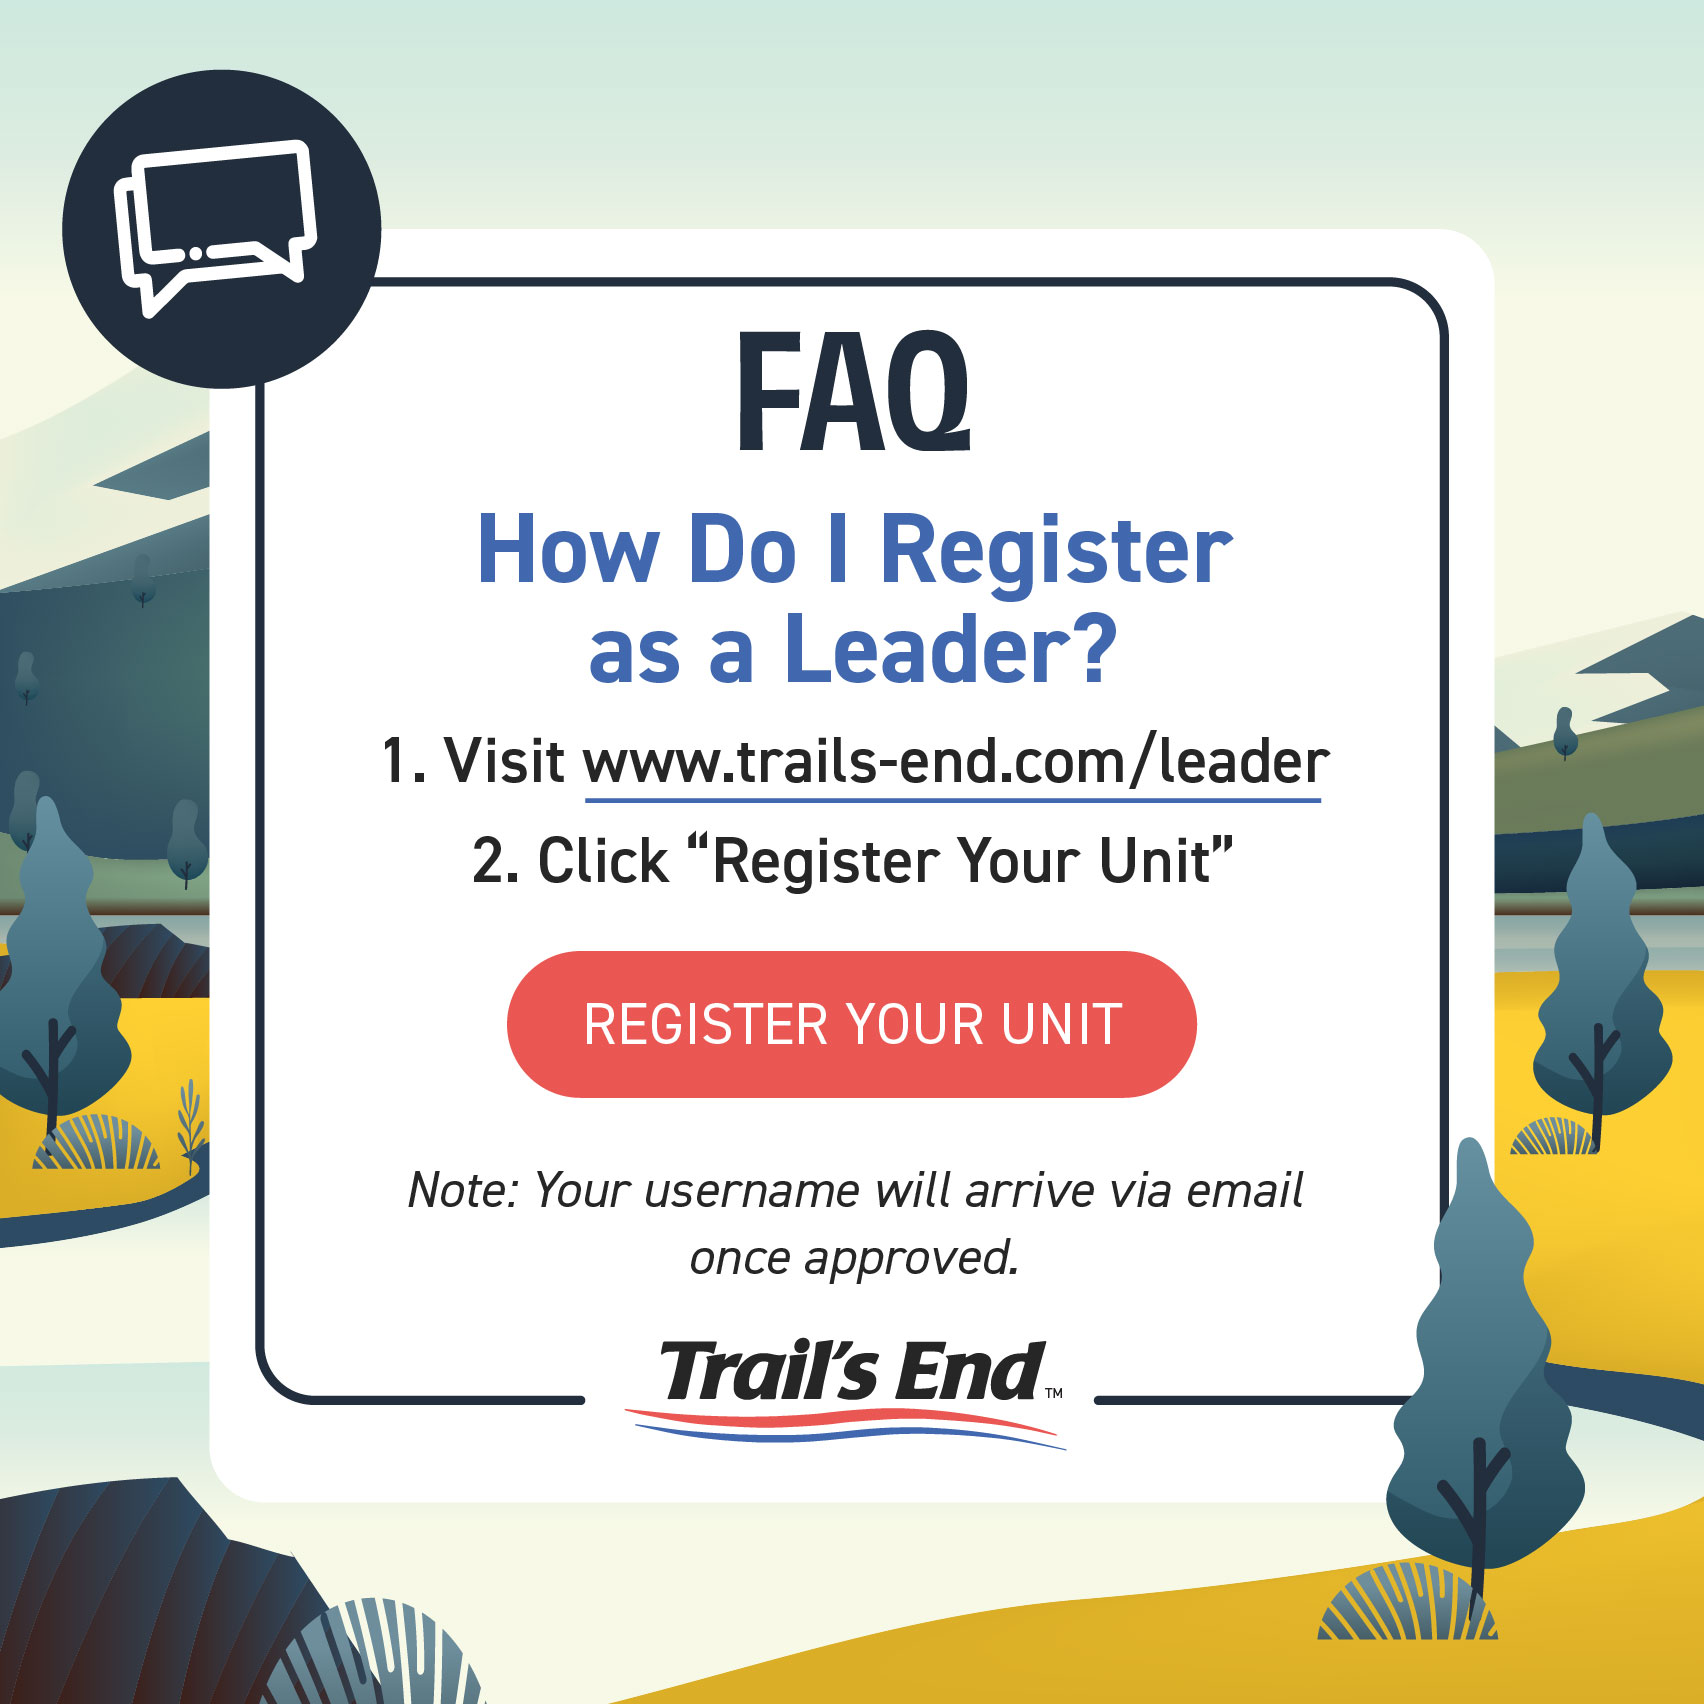 FAQ
How Do I Register
as a Leader?
1. Visit www.trails-end.com/leader
2. Click “Register Your Unit”
REGISTER YOUR UNIT
Note: Your username will arrive via email
once approved.
Trail’s End™